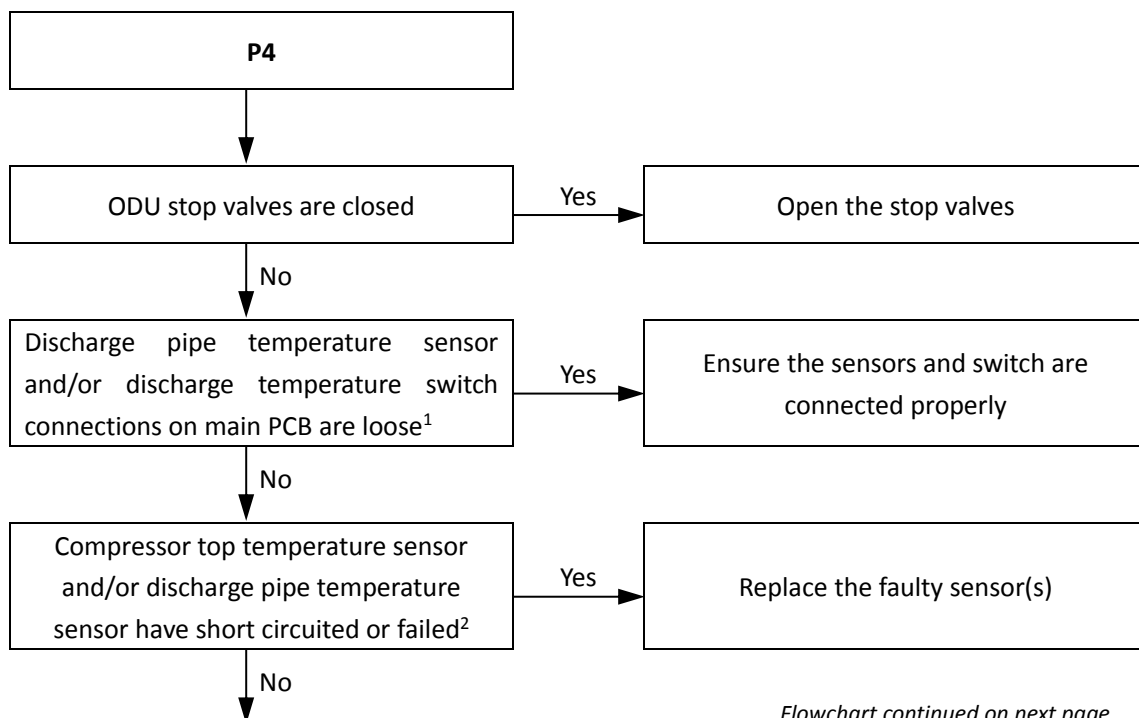 P4
ODU stop valves are closed
Yes
Open the stop valves
No
Discharge pipe temperature sensor
and/or discharge temperature switch
connections on main PCB are loose1
Yes
Ensure the sensors and switch are
connected properly
No
Compressor top temperature sensor
and/or discharge pipe temperature
sensor have short circuited or failed2
Yes
Replace the faulty sensor(s)
No
Flowchart continued on next page